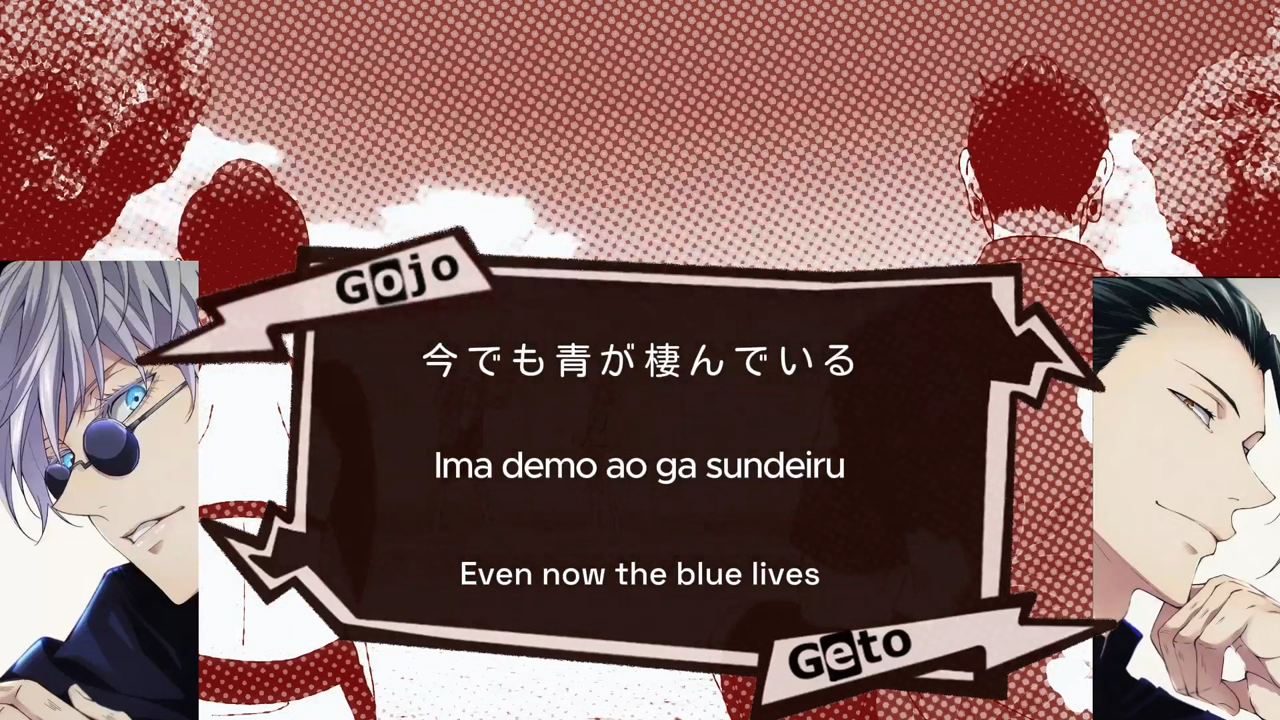 Gojo
今でも青が棲んでいる
Ima demo ao ga sundeiru
Even now the blue lives
Geto